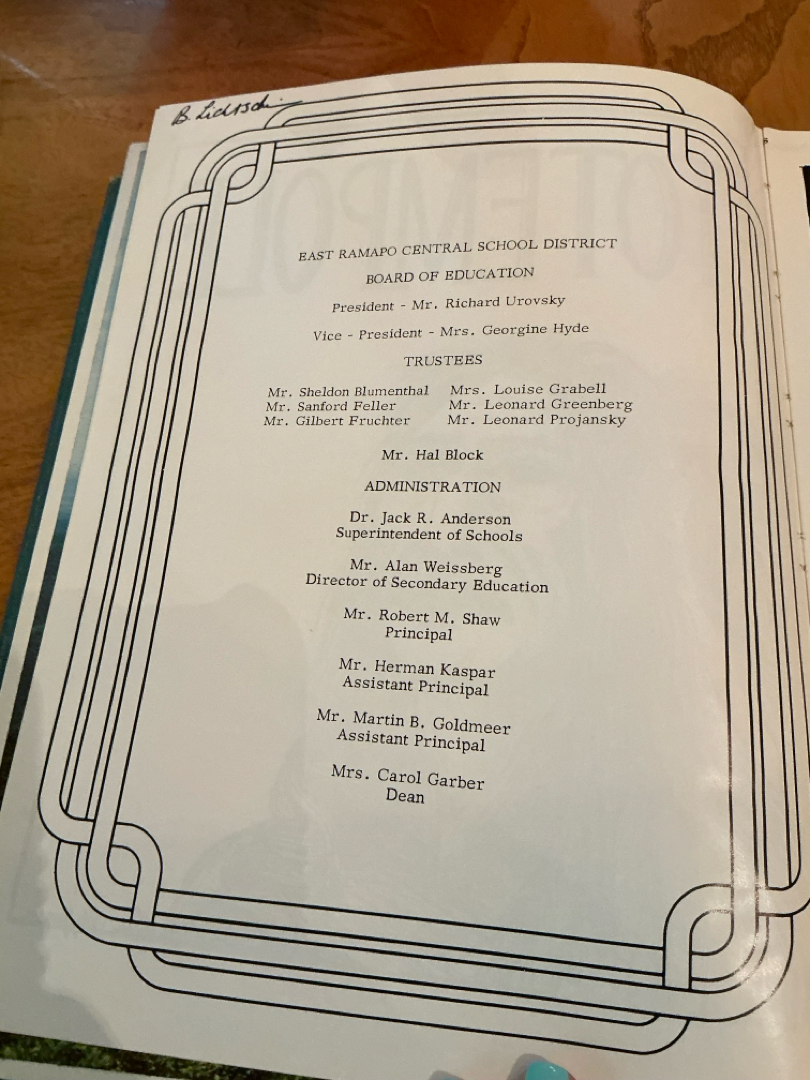 B.
EAST RAMAPO CENTRAL SCHOOL DISTRICT
BOARD OF EDUCATION
President - Mr. Richard Urovsky
Vice - President - Mrs. Georgine Hyde
TRUSTEES
Mr. Sheldon Blumenthal Mrs. Louise Grabell
Mr. Sanford Feller Mr. Leonard Greenberg
Mr. Gilbert Fruchter Mr. Leonard Projansky
Mr. Hal Block
ADMINISTRATION
Dr. Jack R. Anderson
Superintendent of Schools
Mr. Alan Weissberg
Director of Secondary Education
Mr. Robert M. Shaw
Principal
Mr. Herman Kaspar
Assistant Principal
Mr. Martin B. Goldmeer
Assistant Principal
Mrs. Carol Garber
Dean